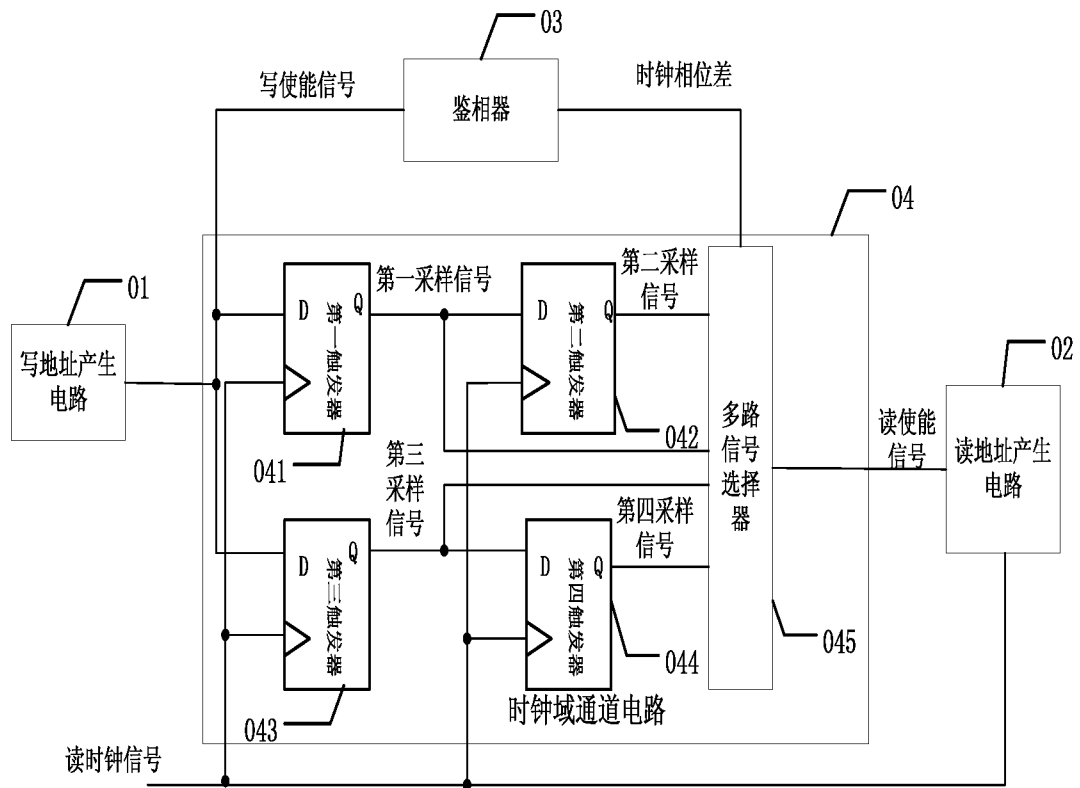 03
写使能信号
鉴相器
时钟相位差
04
01
写地址产生
电路
D
Q
第一触发器
041
第一采样信号
D
Q
第二触发器
042
第二采样
信号
多路
信号
选择
器
045
读使能
信号
02
读地址产生
电路
第三
采样
信号
D
Q
第三触发器
043
D
Q
第四触发器
044
第四采样
信号
时钟域通道电路
读时钟信号